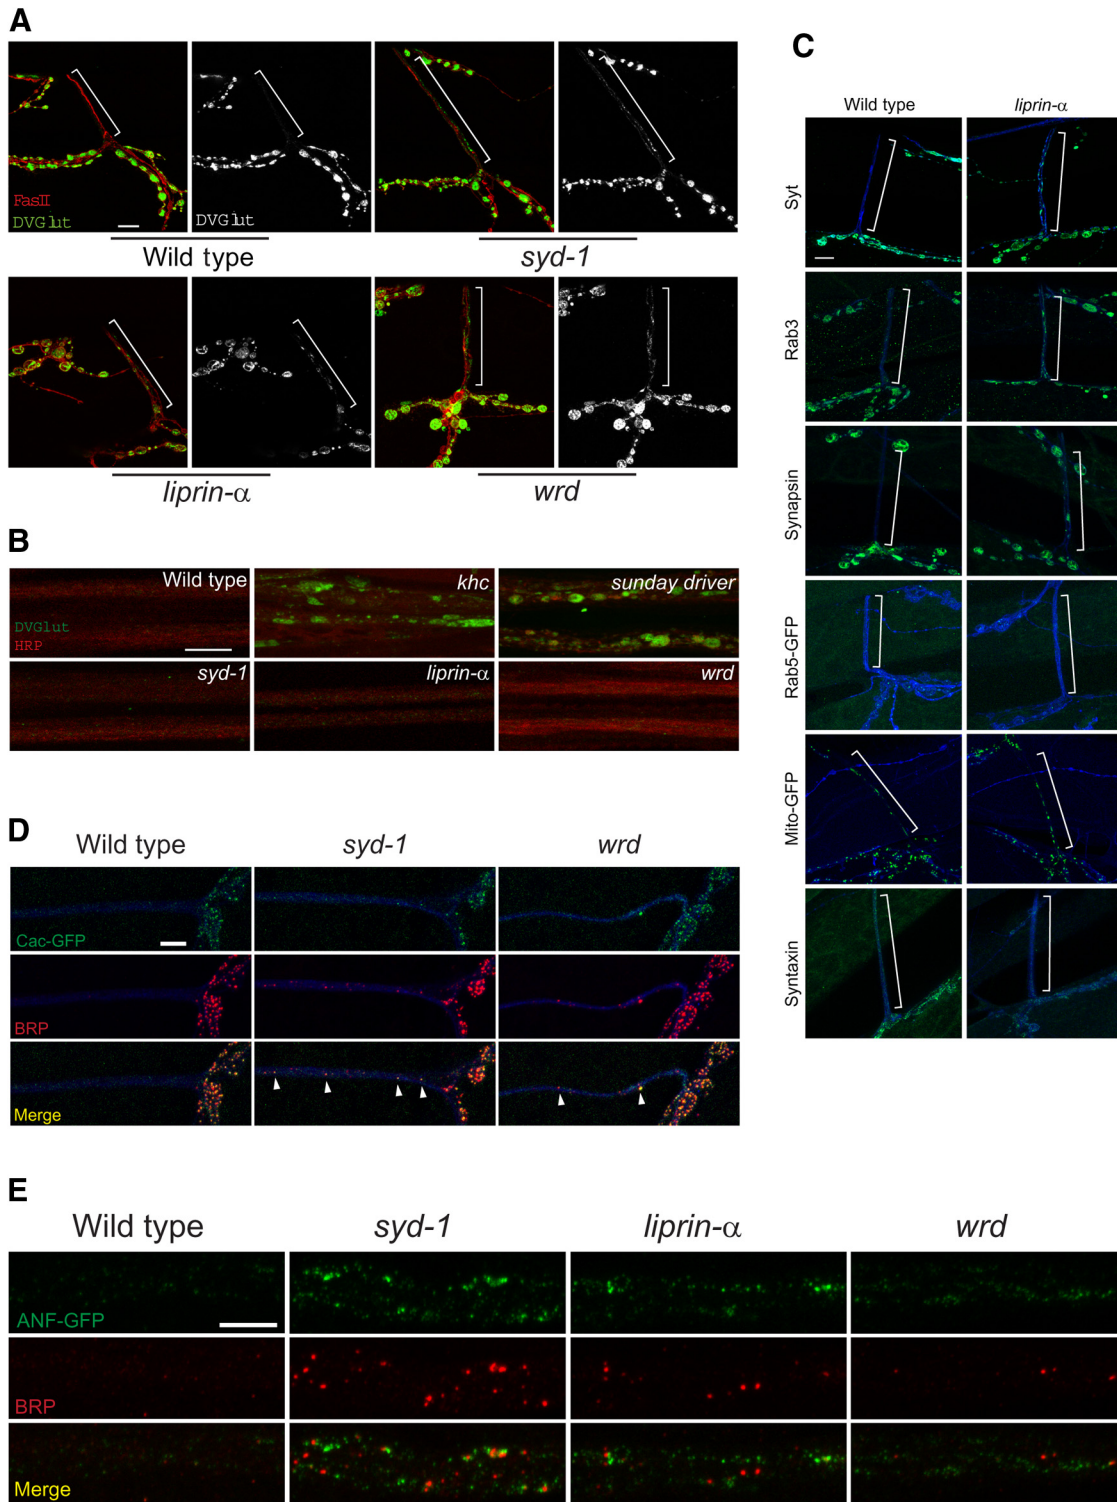 A
FasII
DVGlut
DVGlut
Wild type
syd-1
liprin-α
wrd
B
Wild type
khc
sunday driver
DVGlut
HRP
syd-1
liprin-α
wrd
C
Wild type
liprin-α
Syt
Rab3
Synapsin
Rab5-GFP
Mito-GFP
Syntaxin
D
Wild type
syd-1
wrd
Cac-GFP
BRP
Merge
E
Wild type
syd-1
liprin-α
wrd
ANF-GFP
BRP
Merge